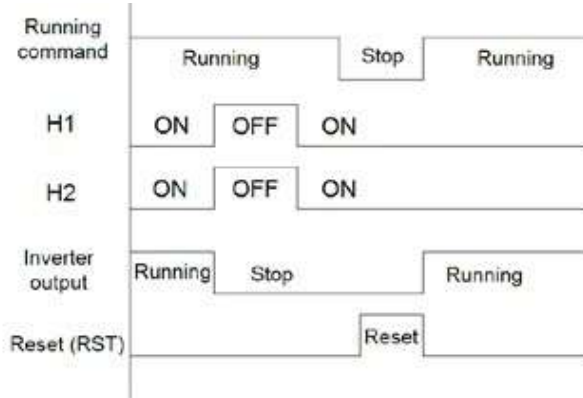 Running
command
Running
Stop
Running
H1
ON
OFF
ON
H2
ON
OFF
ON
Inverter
output
Running
Stop
Running
Reset (RST)
Reset